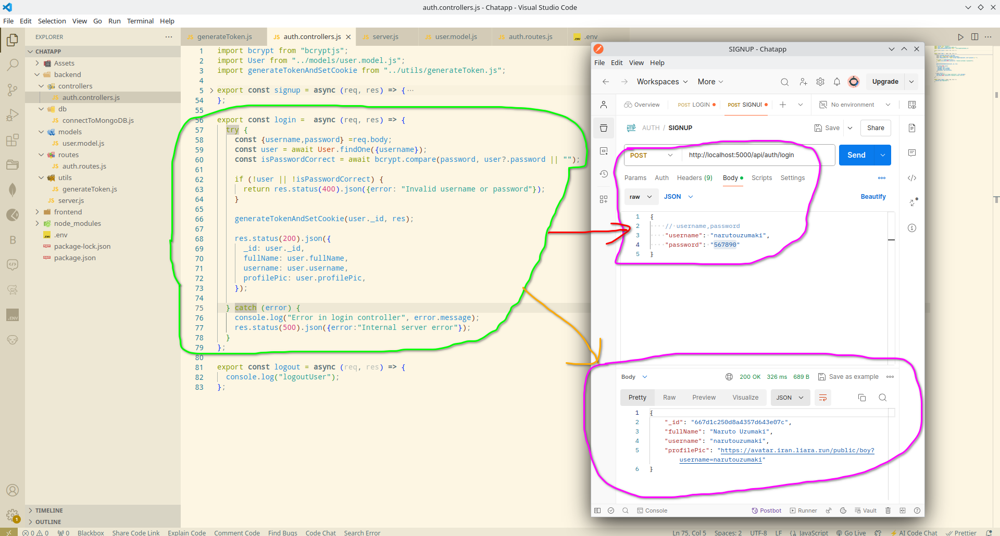 auth.controllers.js - Chatapp - Visual Studio Code
File Edit Selection View Go Run Terminal Help
EXPLORER ···
CHATAPP
Assets
backend
controllers
auth.controllers.js
db
connectToMongoDB.js
models
user.model.js
routes
auth.routes.js
utils
generateToken.js
server.js
frontend
node_modules
.env
package-lock.json
package.json
B
.ENV
TIMELINE
OUTLINE
1
JS generateToken.js
JS auth.controllers.js
JS server.js
JS user.model.js
JS auth.routes.js
.env
1 import bcrypt from "bcryptjs";
2 import User from "../models/user.model.js";
3 import generateTokenAndSetCookie from "../utils/generateToken.js";
4
5 export const signup = async (req, res) => {···
54 };
55
56 export const login =  async (req, res) => {
57 try {
58 const {username,password} =req.body;
59 const user = await User.findOne({username});
60 const isPasswordCorrect = await bcrypt.compare(password, user?.password || "");
61
62 if (!user || !isPasswordCorrect) {
63 return res.status(400).json({error: "Invalid username or password"});
64 }
65
66 generateTokenAndSetCookie(user._id, res);
67
68 res.status(200).json({
69 _id: user._id,
70 fullName: user.fullName,
71 username: user.username,
72 profilePic: user.profilePic,
73 });
74
75 } catch (error) {
76 console.log("Error in login controller", error.message);
77 res.status(500).json({error:"Internal server error"});
78 }
79 };
80
81 export const logout = async (req, res) => {
82 console.log("logoutUser");
83 };
SIGNUP - Chatapp
File Edit View Help
Workspaces More Upgrade
Overview POST LOGIN POST SIGNUI No environment
HTTP AUTH / SIGNUP Save Share
POST http://localhost:5000/api/auth/login Send
Params Auth Headers (9) Body Scripts Settings
raw JSON Beautify
1 {
2 // username,password
3 "username": "narutouzumaki",
4 "password": "567890"
5 }
Body 200 OK 326 ms 689 B Save as example
Pretty Raw Preview Visualize JSON
1 {
2 "_id": "667d1c250d8a4357d643e07c",
3 "fullName": "Naruto Uzumaki",
4 "username": "narutouzumaki",
5 "profilePic": "https://avatar.iran.liara.run/public/boy?
username=narutouzumaki"
6 }
Console Postbot Runner Vault
0 0 0 Blackbox Share Code Link Explain Code Comment Code Find Bugs Code Chat Search Error Ln 75, Col 5 Spaces: 2 UTF-8 LF {} JavaScript Go Live AI Code Chat Prettier